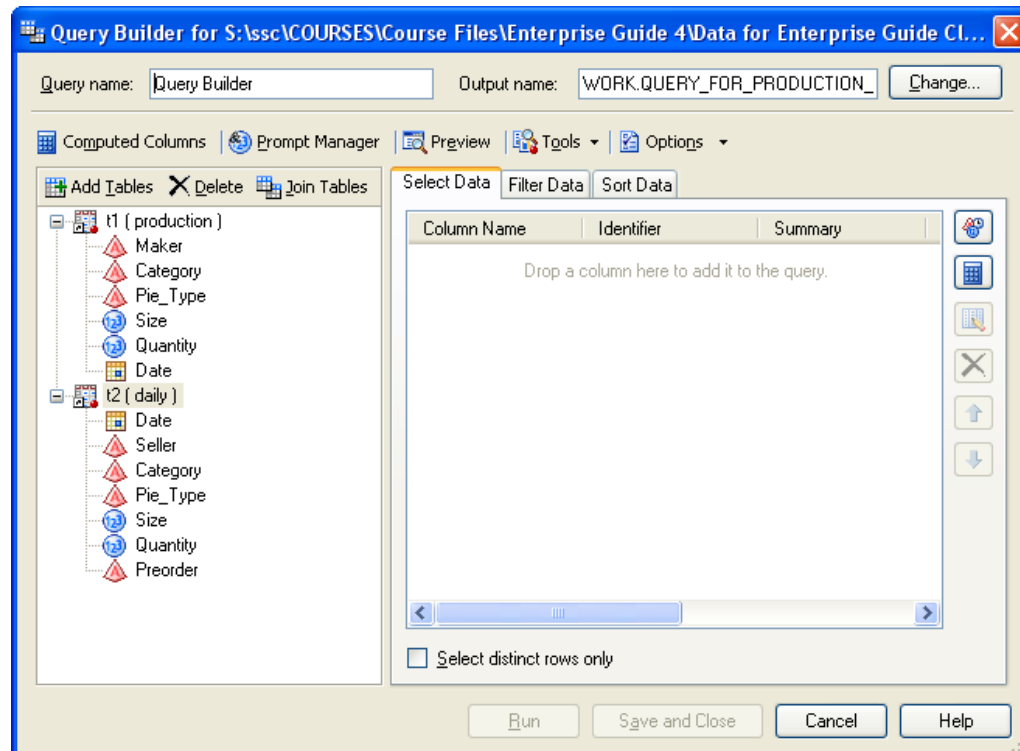 Query Builder for S:\ssc\COURSES\Course Files\Enterprise Guide 4\Data for Enterprise Guide Cl...
Query name: Query Builder Output name: WORK.QUERY_FOR_PRODUCTION_ Change...
Computed Columns Prompt Manager Preview Tools Options
Add Tables Delete Join Tables
Select Data Filter Data Sort Data
t1 ( production )
Maker
Category
Pie_Type
Size
Quantity
Date
t2 ( daily )
Date
Seller
Category
Pie_Type
Size
Quantity
Preorder
Column Name Identifier Summary
Drop a column here to add it to the query.
Select distinct rows only
Run Save and Close Cancel Help